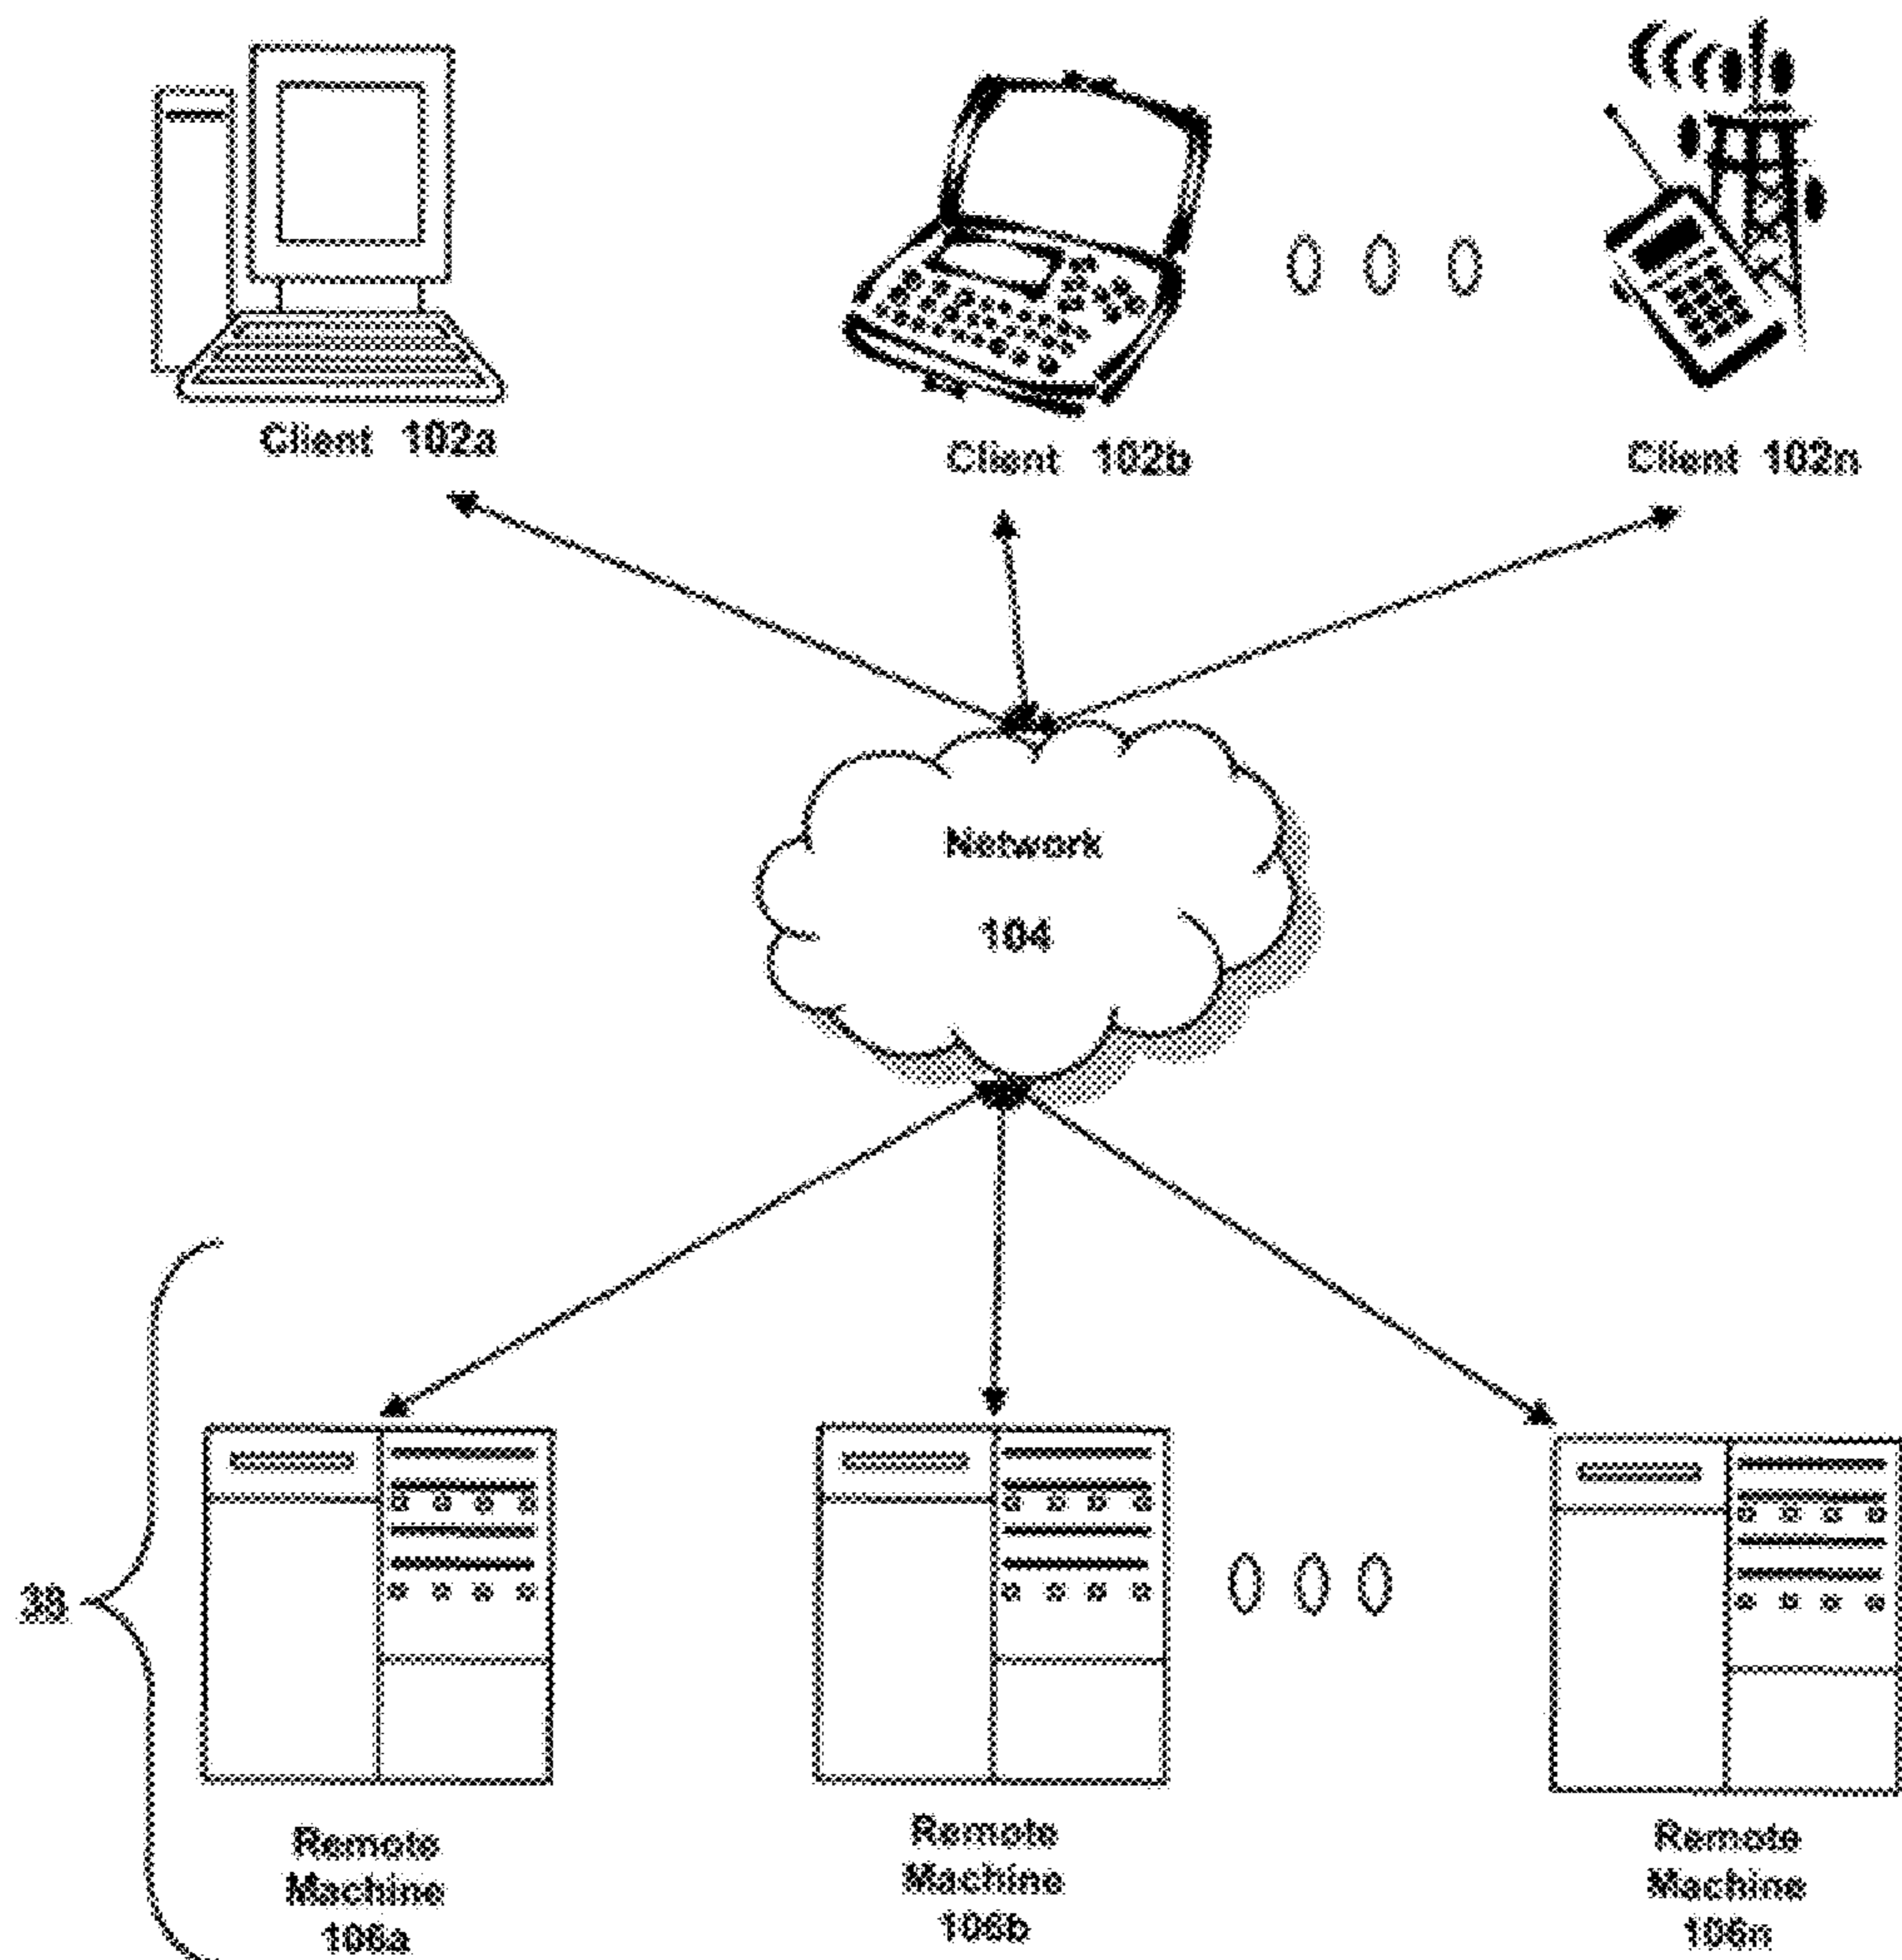 Client 102a
Client 102b
Client 102n
Network
104
38
Remote
Machine
106a
Remote
Machine
106b
Remote
Machine
106n